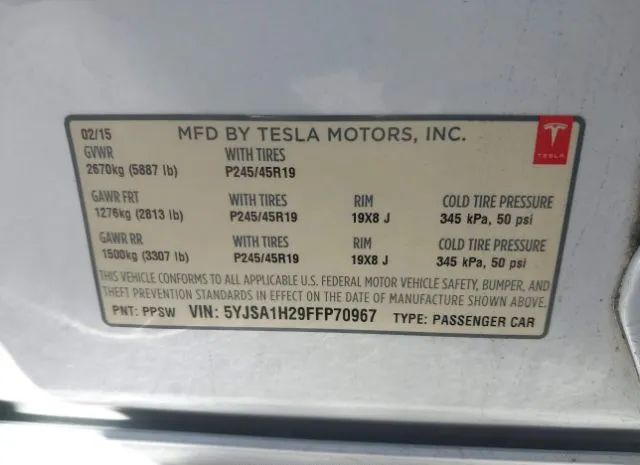 02/15 MFD BY TESLA MOTORS, INC.
GVWR WITH TIRES
2670kg (5887 lb) P245/45R19
TESLA
GAWR FRT WITH TIRES RIM COLD TIRE PRESSURE
1276kg (2813 lb) P245/45R19 19X8 J 345 kPa, 50 psi
GAWR RR WITH TIRES RIM COLD TIRE PRESSURE
1500kg (3307 lb) P245/45R19 19X8 J 345 kPa, 50 psi
THIS VEHICLE CONFORMS TO ALL APPLICABLE U.S. FEDERAL MOTOR VEHICLE SAFETY, BUMPER, AND
THEFT PREVENTION STANDARDS IN EFFECT ON THE DATE OF MANUFACTURE SHOWN ABOVE.
PNT: PPSW VIN: 5YJSA1H29FFP70967 TYPE: PASSENGER CAR